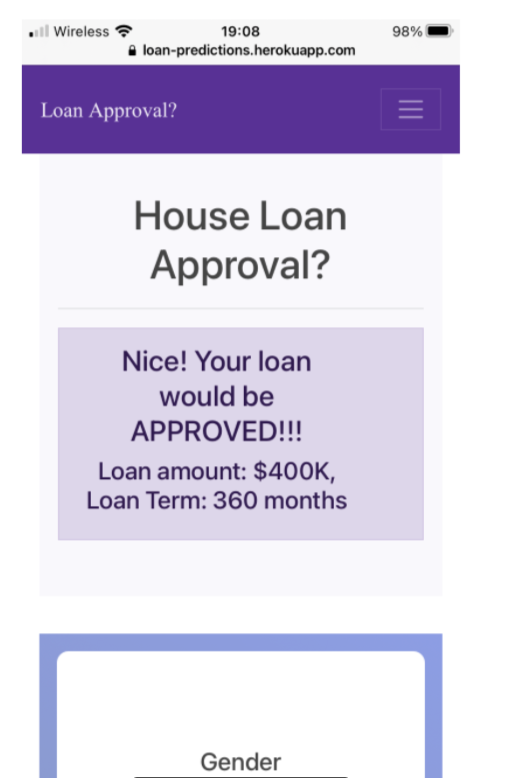 Wireless 19:08 98%
loan-predictions.herokuapp.com
Loan Approval?
House Loan
Approval?
Nice! Your loan
would be
APPROVED!!!
Loan amount: $400K,
Loan Term: 360 months
Gender